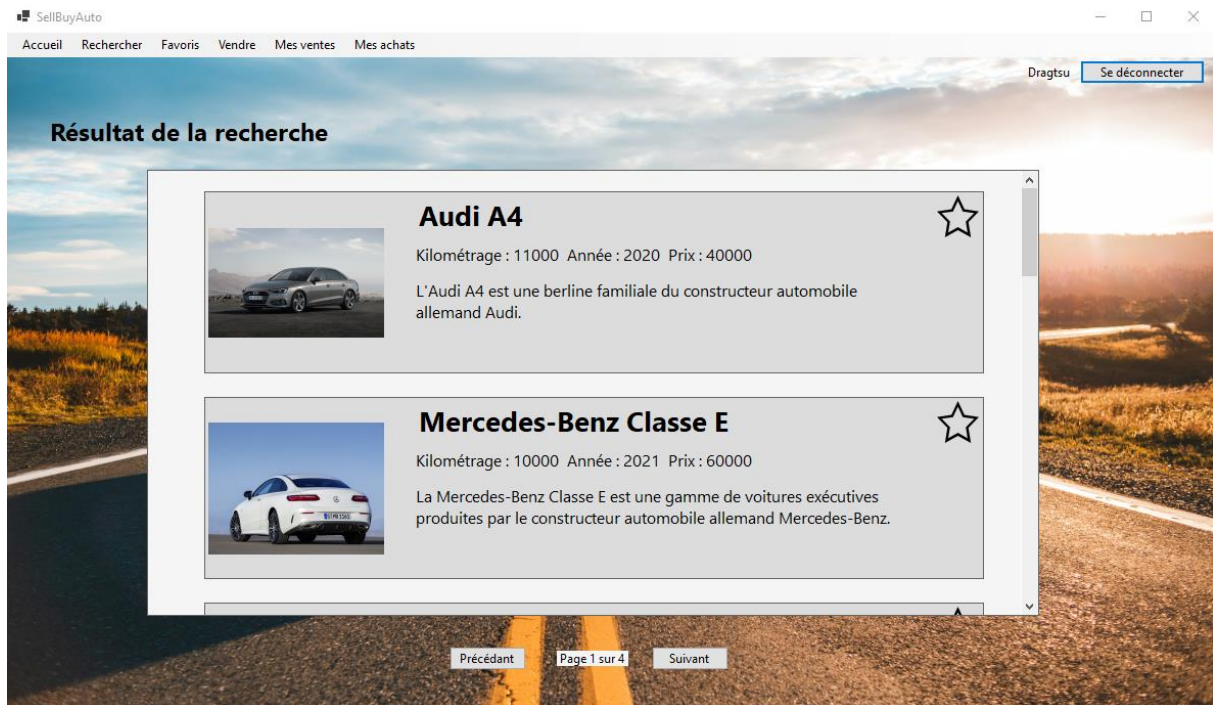 SellBuyAuto
Accueil Rechercher Favoris Vendre Mes ventes Mes achats
Dragtsu Se déconnecter
Résultat de la recherche
Audi A4
Kilométrage : 11000 Année : 2020 Prix : 40000
L'Audi A4 est une berline familiale du constructeur automobile
allemand Audi.
Mercedes-Benz Classe E
Kilométrage : 10000 Année : 2021 Prix : 60000
La Mercedes-Benz Classe E est une gamme de voitures exécutives
produites par le constructeur automobile allemand Mercedes-Benz.
Précédant Page 1 sur 4 Suivant